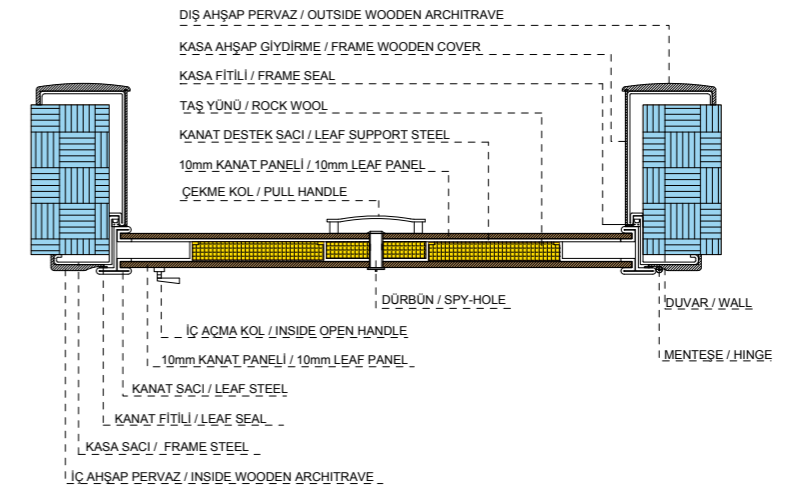 DIŞ AHŞAP PERVAZ / OUTSIDE WOODEN ARCHITRAVE
KASA AHŞAP GİYDİRME / FRAME WOODEN COVER
KASA FİTİLİ / FRAME SEAL
TAŞ YÜNÜ / ROCK WOOL
KANAT DESTEK SACI / LEAF SUPPORT STEEL
10mm KANAT PANELİ / 10mm LEAF PANEL
ÇEKME KOL / PULL HANDLE
DÜRBÜN / SPY-HOLE
DUVAR / WALL
İÇ AÇMA KOL / INSIDE OPEN HANDLE
MENTEŞE / HINGE
10mm KANAT PANELİ / 10mm LEAF PANEL
KANAT SACI / LEAF STEEL
KANAT FİTİLİ / LEAF SEAL
KASA SACI / FRAME STEEL
İÇ AHŞAP PERVAZ / INSIDE WOODEN ARCHITRAVE